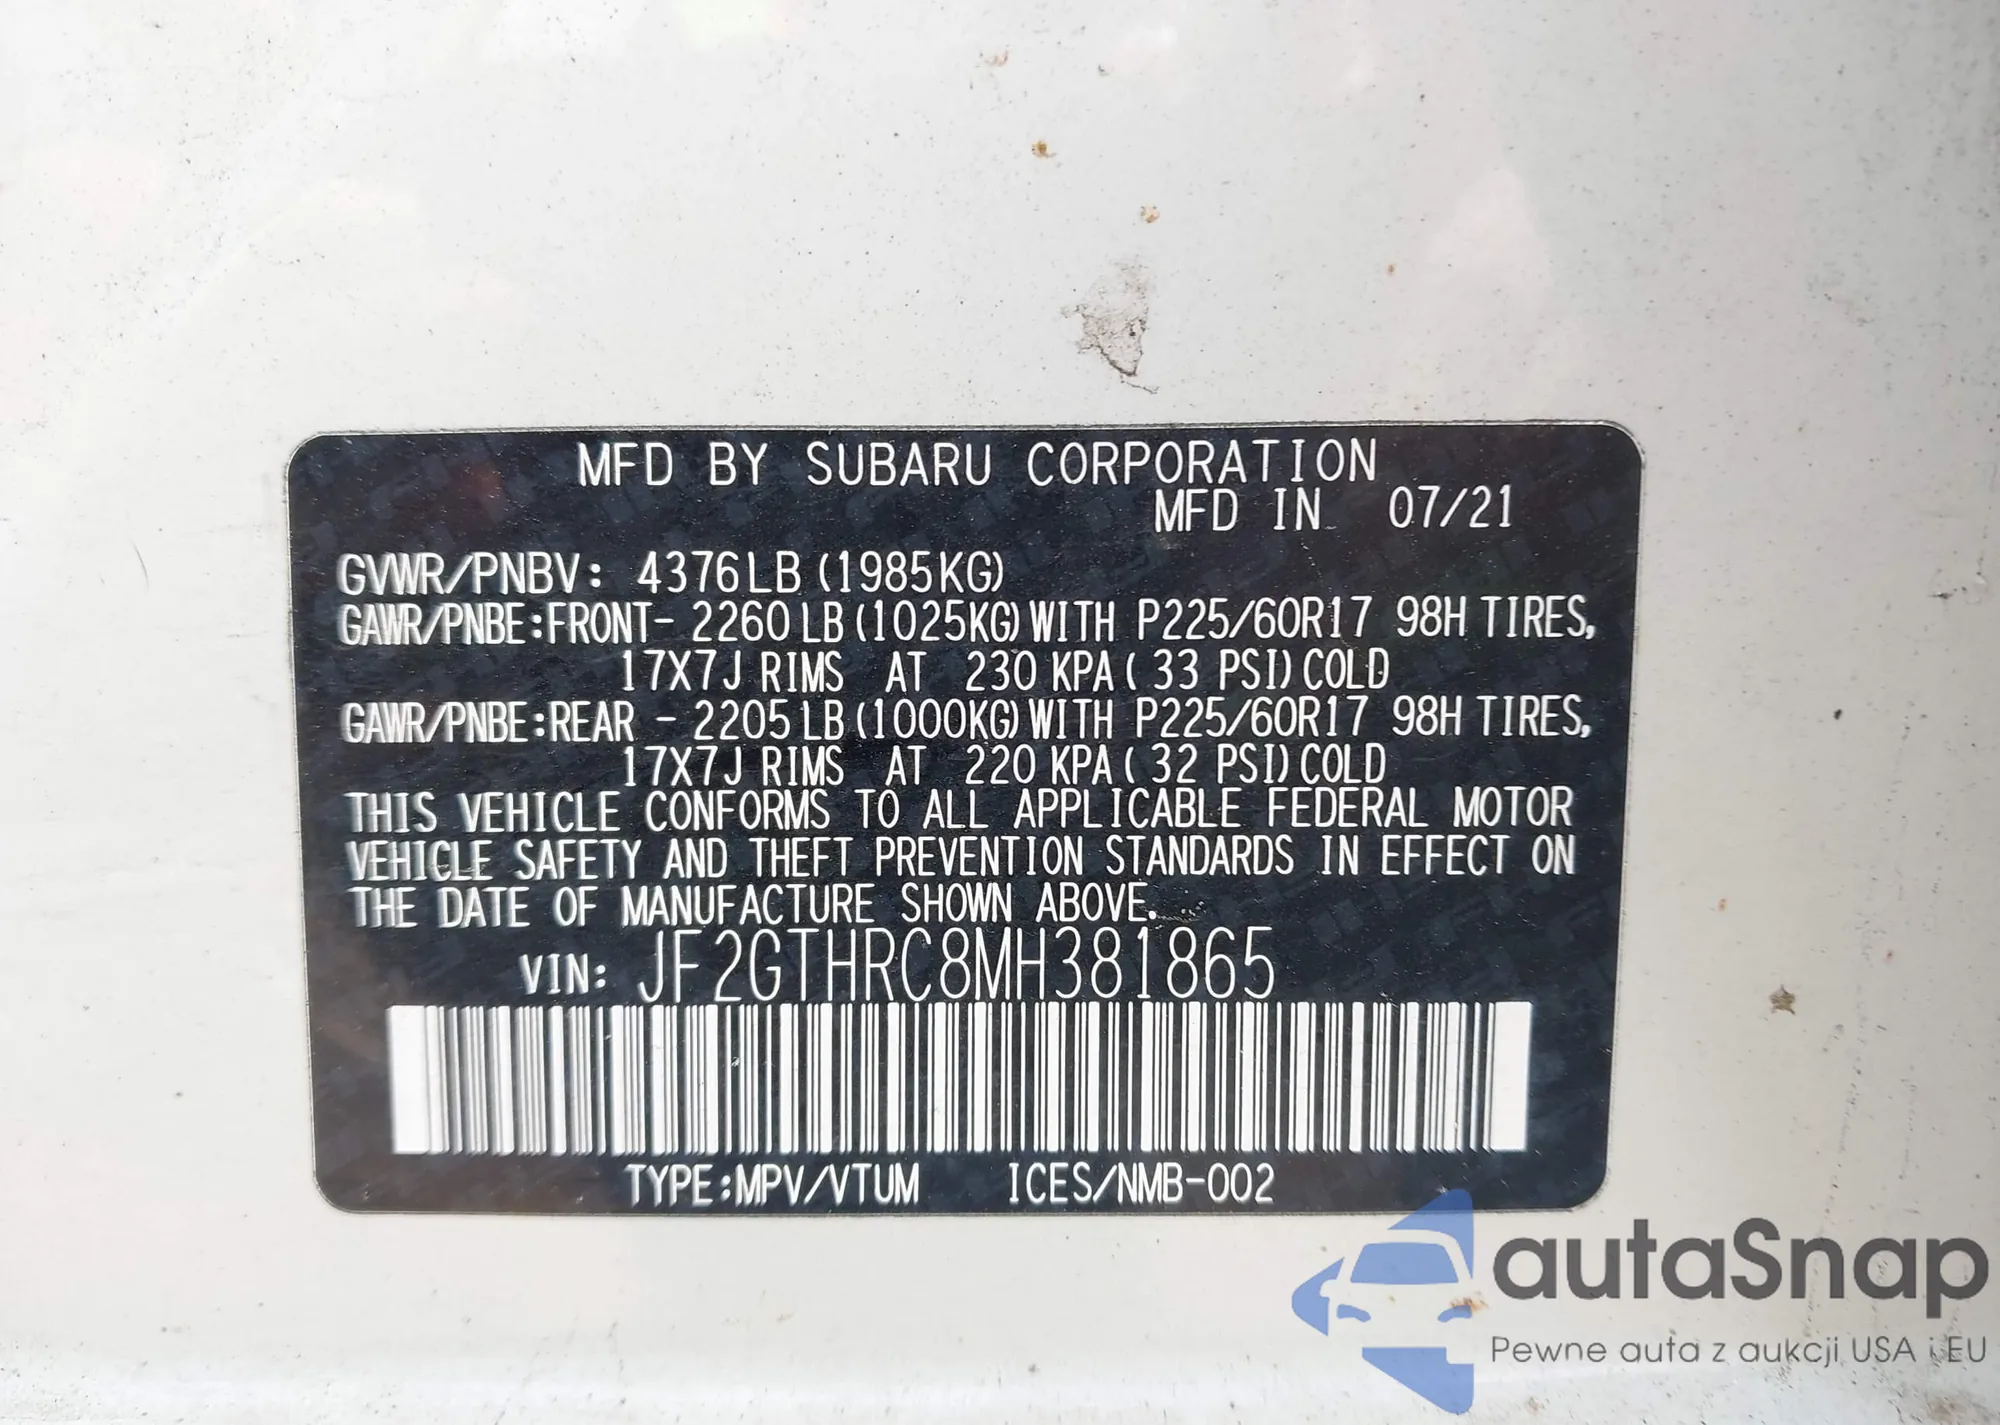 MFD BY SUBARU CORPORATION
MFD IN 07/21
GVWR/PNBV: 4376LB(1985KG)
GAWR/PNBE:FRONT- 2260LB(1025KG)WITH P225/60R17 98H TIRES,
17X7J RIMS AT 230KPA( 33 PSI)COLD
GAWR/PNBE:REAR - 2205LB(1000KG)WITH P225/60R17 98H TIRES,
17X7J RIMS AT 220KPA( 32 PSI)COLD
THIS VEHICLE CONFORMS TO ALL APPLICABLE FEDERAL MOTOR
VEHICLE SAFETY AND THEFT PREVENTION STANDARDS IN EFFECT ON
THE DATE OF MANUFACTURE SHOWN ABOVE.
VIN: JF2GTHRC8MH381865
TYPE:MPV/VTUM ICES/NMB-002
autaSnap
Pewne auta z aukcji USA i EU